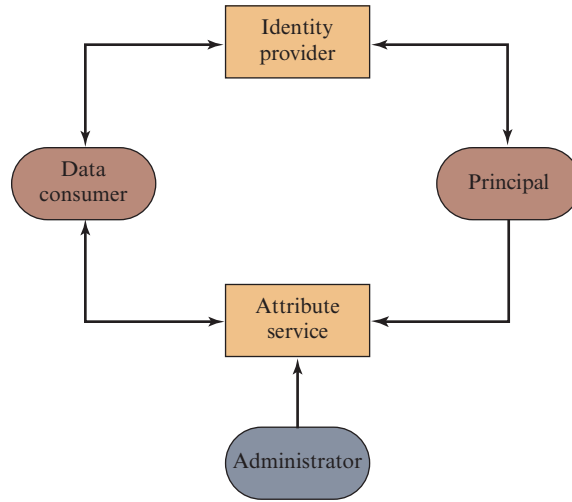 Identity
provider
Data
consumer
Principal
Attribute
service
Administrator